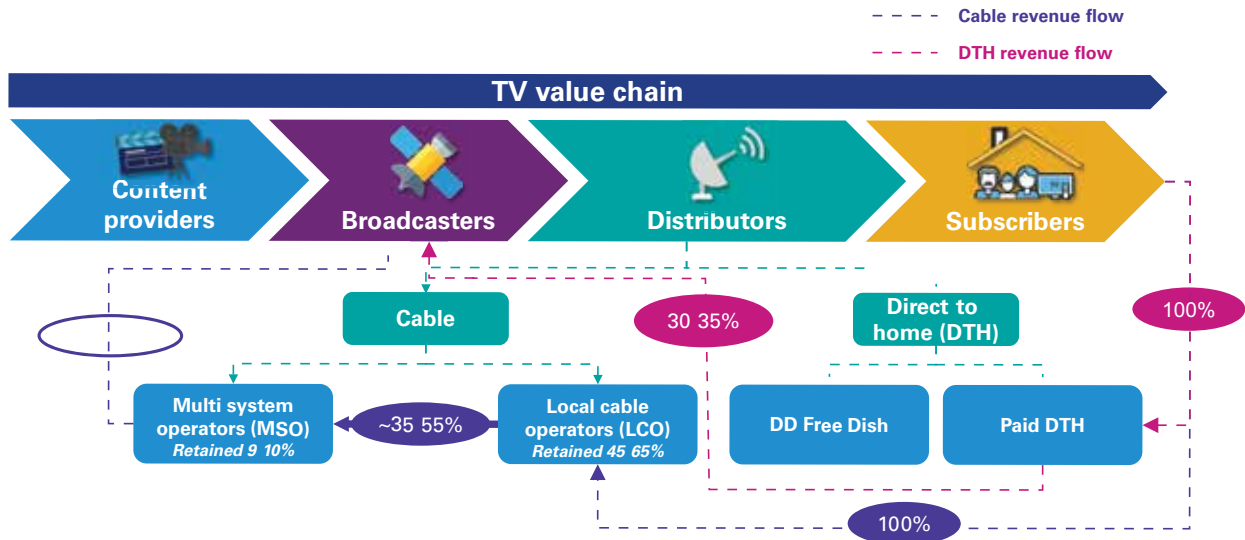 Cable revenue flow
DTH revenue flow
TV value chain
Content
providers
Broadcasters
Distributors
Subscribers
Cable
30 35%
Direct to
home (DTH)
100%
Multi system
operators (MSO)
Retained 9 10%
~35 55%
Local cable
operators (LCO)
Retained 45 65%
DD Free Dish
Paid DTH
100%